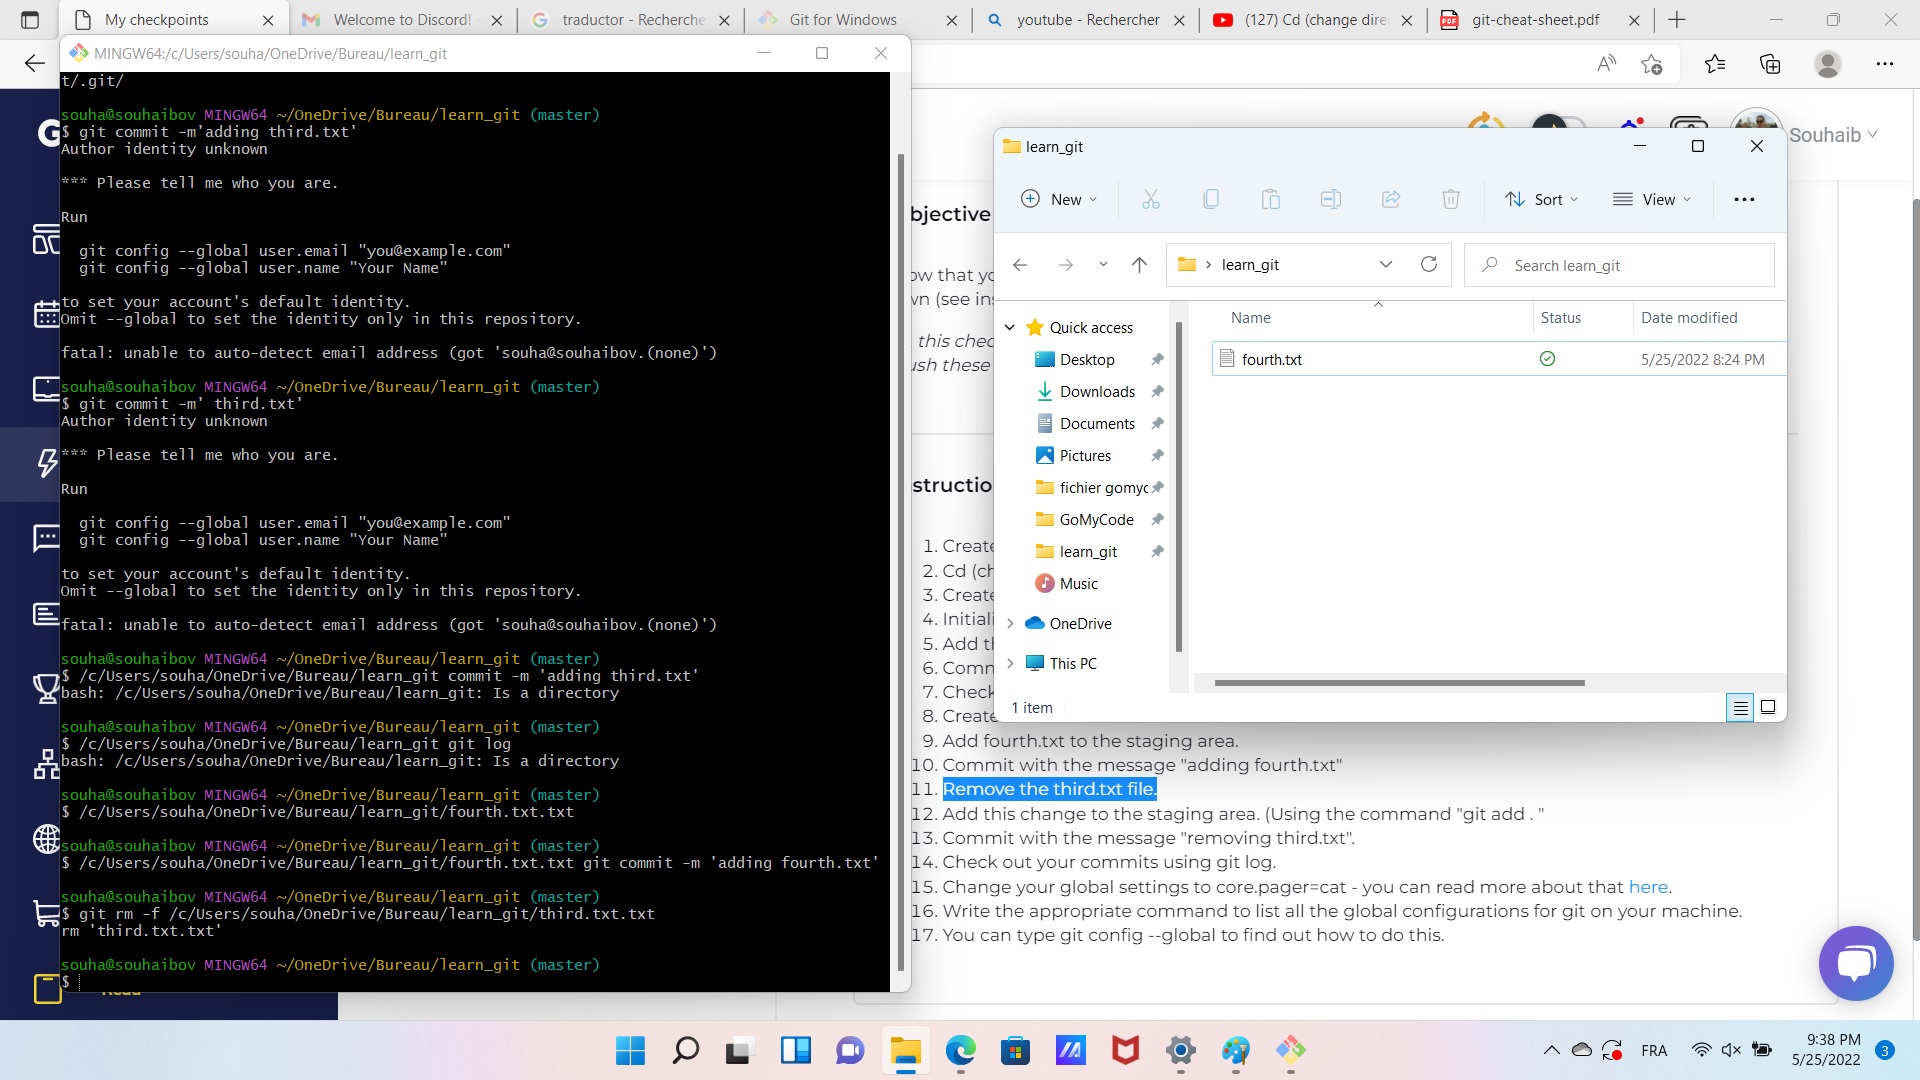 My checkpoints
Welcome to Discord!
traductor - Recherche
Git for Windows
youtube - Rechercher
(127) Cd (change dire
git-cheat-sheet.pdf
MINGW64:/c/Users/souha/OneDrive/Bureau/learn_git
t/.git/
souha@souhaibov MINGW64 ~/OneDrive/Bureau/learn_git (master)
$ git commit -m'adding third.txt'
Author identity unknown
*** Please tell me who you are.
Run
git config --global user.email "you@example.com"
git config --global user.name "Your Name"
to set your account's default identity.
Omit --global to set the identity only in this repository.
fatal: unable to auto-detect email address (got 'souha@souhaibov.(none)')
souha@souhaibov MINGW64 ~/OneDrive/Bureau/learn_git (master)
$ git commit -m' third.txt'
Author identity unknown
*** Please tell me who you are.
Run
git config --global user.email "you@example.com"
git config --global user.name "Your Name"
to set your account's default identity.
Omit --global to set the identity only in this repository.
fatal: unable to auto-detect email address (got 'souha@souhaibov.(none)')
souha@souhaibov MINGW64 ~/OneDrive/Bureau/learn_git (master)
$ /c/Users/souha/OneDrive/Bureau/learn_git commit -m 'adding third.txt'
bash: /c/Users/souha/OneDrive/Bureau/learn_git: Is a directory
souha@souhaibov MINGW64 ~/OneDrive/Bureau/learn_git (master)
$ /c/Users/souha/OneDrive/Bureau/learn_git git log
bash: /c/Users/souha/OneDrive/Bureau/learn_git: Is a directory
souha@souhaibov MINGW64 ~/OneDrive/Bureau/learn_git (master)
$ /c/Users/souha/OneDrive/Bureau/learn_git/fourth.txt.txt
souha@souhaibov MINGW64 ~/OneDrive/Bureau/learn_git (master)
$ /c/Users/souha/OneDrive/Bureau/learn_git/fourth.txt.txt git commit -m 'adding fourth.txt'
souha@souhaibov MINGW64 ~/OneDrive/Bureau/learn_git (master)
$ git rm -f /c/Users/souha/OneDrive/Bureau/learn_git/third.txt.txt
rm 'third.txt.txt'
souha@souhaibov MINGW64 ~/OneDrive/Bureau/learn_git (master)
$
G
Souhaib
learn_git
New
Sort
View
learn_git
Search learn_git
Name
Status
Date modified
Quick access
Desktop
Downloads
Documents
Pictures
fichier gomyc
GoMyCode
learn_git
Music
OneDrive
This PC
fourth.txt
5/25/2022 8:24 PM
1 item
bjective
ow that yo
wn (see ins
, this chec
ush these
structio
1. Create
2. Cd (ch
3. Create
4. Initiali
5. Add th
6. Comn
7. Check
8. Create
9. Add fourth.txt to the staging area.
10. Commit with the message "adding fourth.txt"
11. Remove the third.txt file.
12. Add this change to the staging area. (Using the command "git add . "
13. Commit with the message "removing third.txt".
14. Check out your commits using git log.
15. Change your global settings to core.pager=cat - you can read more about that here.
16. Write the appropriate command to list all the global configurations for git on your machine.
17. You can type git config --global to find out how to do this.
FRA
9:38 PM
5/25/2022
3